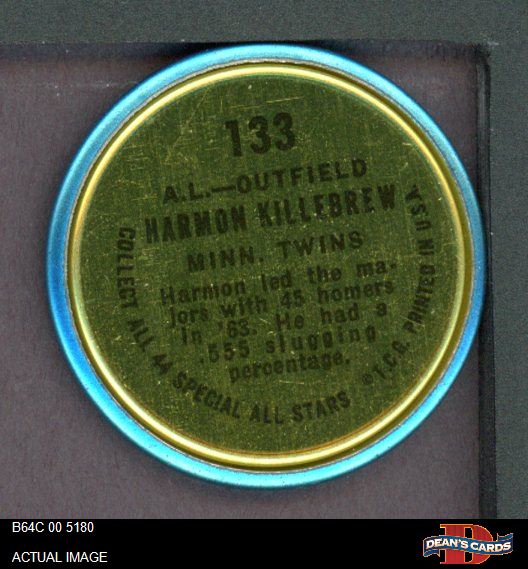 133
A.L.—OUTFIELD
HARMON KILLEBREW
MINN. TWINS
Harmon led the ma-
jors with 45 homers
in '63. He had a
.555 slugging
percentage.
COLLECT ALL 44 SPECIAL ALL STARS
©T.C.G. PRINTED IN USA
B64C 00 5180
ACTUAL IMAGE
DEAN'S CARDS